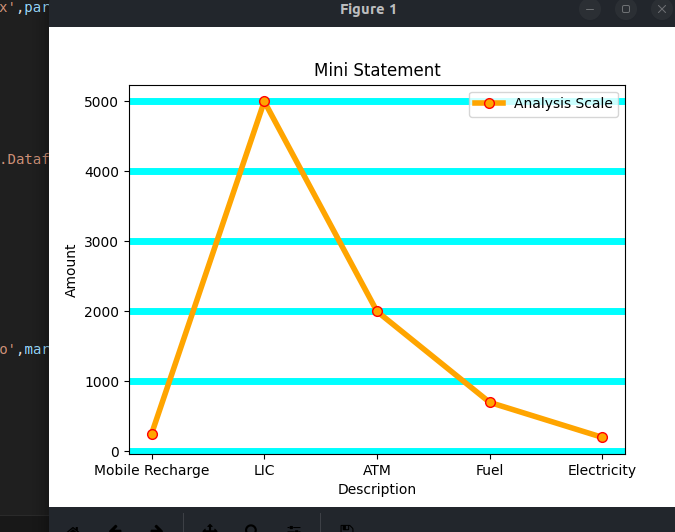 x',par
Figure 1
.Dataf
o',mar
Mini Statement
Analysis Scale
5000
4000
3000
2000
1000
0
Amount
Mobile Recharge LIC ATM Fuel Electricity
Description